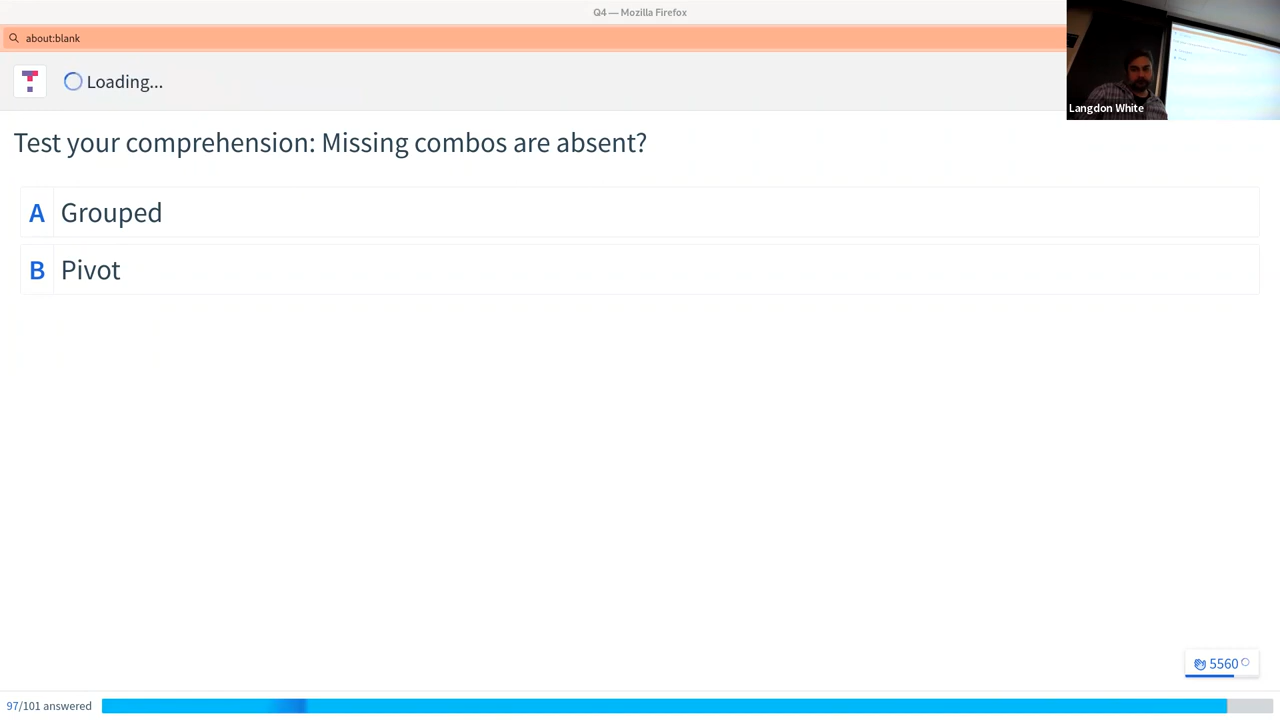 Q4 — Mozilla Firefox
about:blank
Loading...
Langdon White
Test your comprehension: Missing combos are absent?
A Grouped
B Pivot
5560
97/101 answered